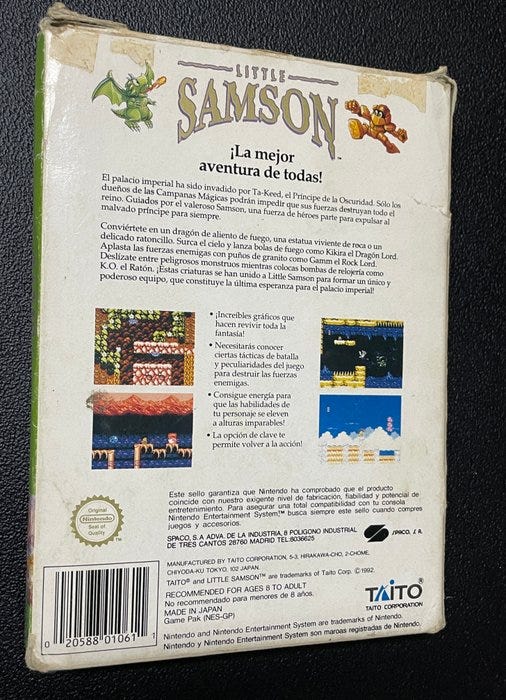 LITTLE
SAMSON™
¡La mejor
aventura de todas!
El palacio imperial ha sido invadido por Ta-Keed, el Príncipe de la Oscuridad. Sólo los
dueños de las Campanas Mágicas podrán impedir que sus fuerzas destruyan todo el
reino. Guiados por el valeroso Samson, una fuerza de héroes parte para expulsar al
malvado príncipe para siempre.
Conviértete en un dragón de aliento de fuego, una estatua viviente de roca o un
delicado ratoncillo. Surca el cielo y lanza bolas de fuego como Kikira el Dragón Lord.
Aplasta las fuerzas enemigas con puños de granito como Gamm el Rock Lord.
Deslízate entre peligrosos monstruos mientras colocas bombas de relojería como
K.O. el Ratón. ¡Estas criaturas se han unido a Little Samson para formar un único y
poderoso equipo, que constituye la última esperanza para el palacio imperial!
• ¡Increíbles gráficos que
hacen revivir toda la
fantasía!
• Necesitarás conocer
ciertas tácticas de batalla
y peculiaridades del juego
para destruir las fuerzas
enemigas.
• Consigue energía para
que las habilidades de
tu personaje se eleven
a alturas imparables!
• La opción de clave te
permite volver a la acción!
Original
Nintendo
Seal of
Quality
TM
Este sello garantiza que Nintendo ha comprobado que el producto
coincide con nuestro exigente nivel de fabricación, fiabilidad y potencial de
entretenimiento. Para asegurar una total compatibilidad con tu consola
Nintendo Entertainment System™ busca siempre este sello cuando compres
juegos y accesorios.
SPACO, S.A ADVA. DE LA INDUSTRIA, 8 POLIGONO INDUSTRIAL
DE TRES CANTOS 28760 MADRID TEL:8036625
SPACO, S.A.
MANUFACTURED BY TAITO CORPORATION, 5-3, HIRAKAWA-CHO, 2-CHOME,
CHIYODA-KU TOKYO, 102 JAPAN.
TAITO® and LITTLE SAMSON™ are trademarks of Taito Corp. ©1992.
RECOMMENDED FOR AGES 8 TO ADULT
No recomendado para menores de 8 años.
MADE IN JAPAN
Game Pak (NES-GP)
TAITO®
TAITO CORPORATION
Nintendo and Nintendo Entertainment System are trademarks of Nintendo.
Nintendo y Nintendo Entertainment System son marcas registradas de Nintendo.
0 20588 01061 1